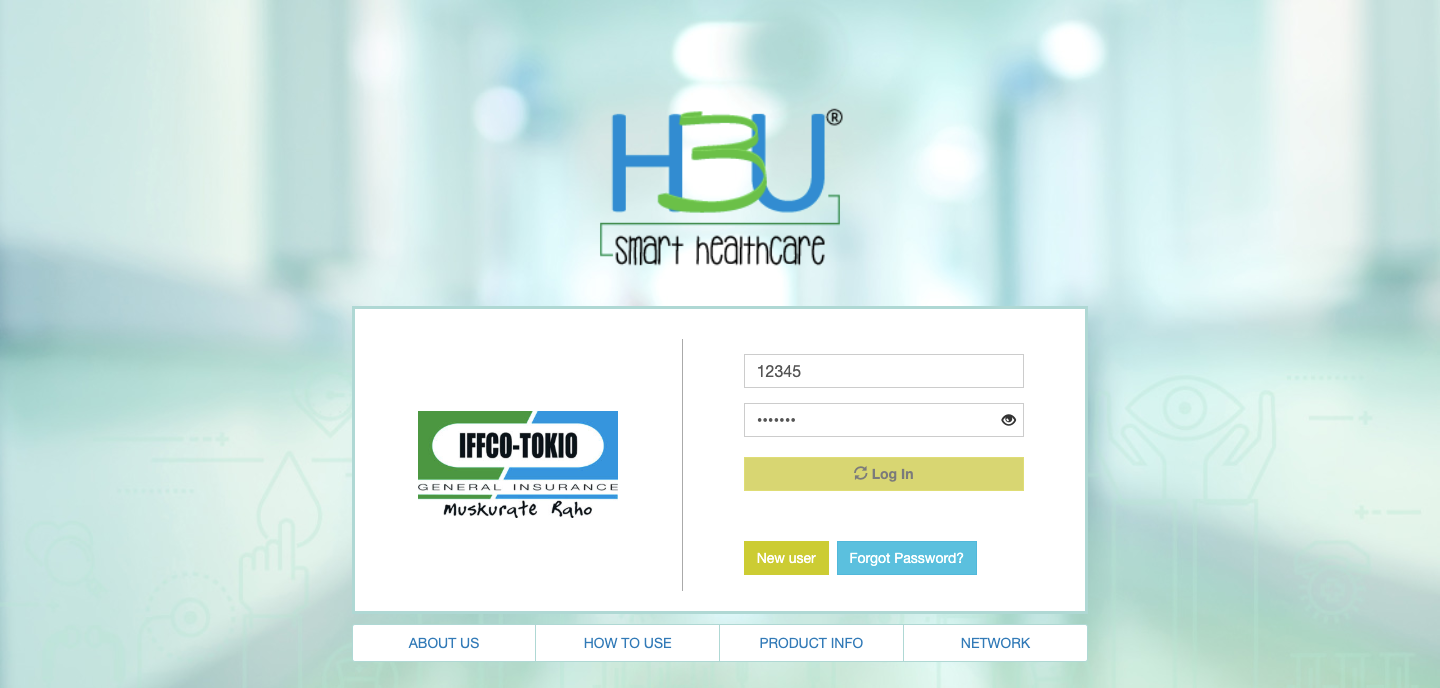 H3U®
smart healthcare
12345
•••••••
IFFCO-TOKIO
GENERAL INSURANCE
Muskurate Raho
Log In
New user
Forgot Password?
ABOUT US
HOW TO USE
PRODUCT INFO
NETWORK